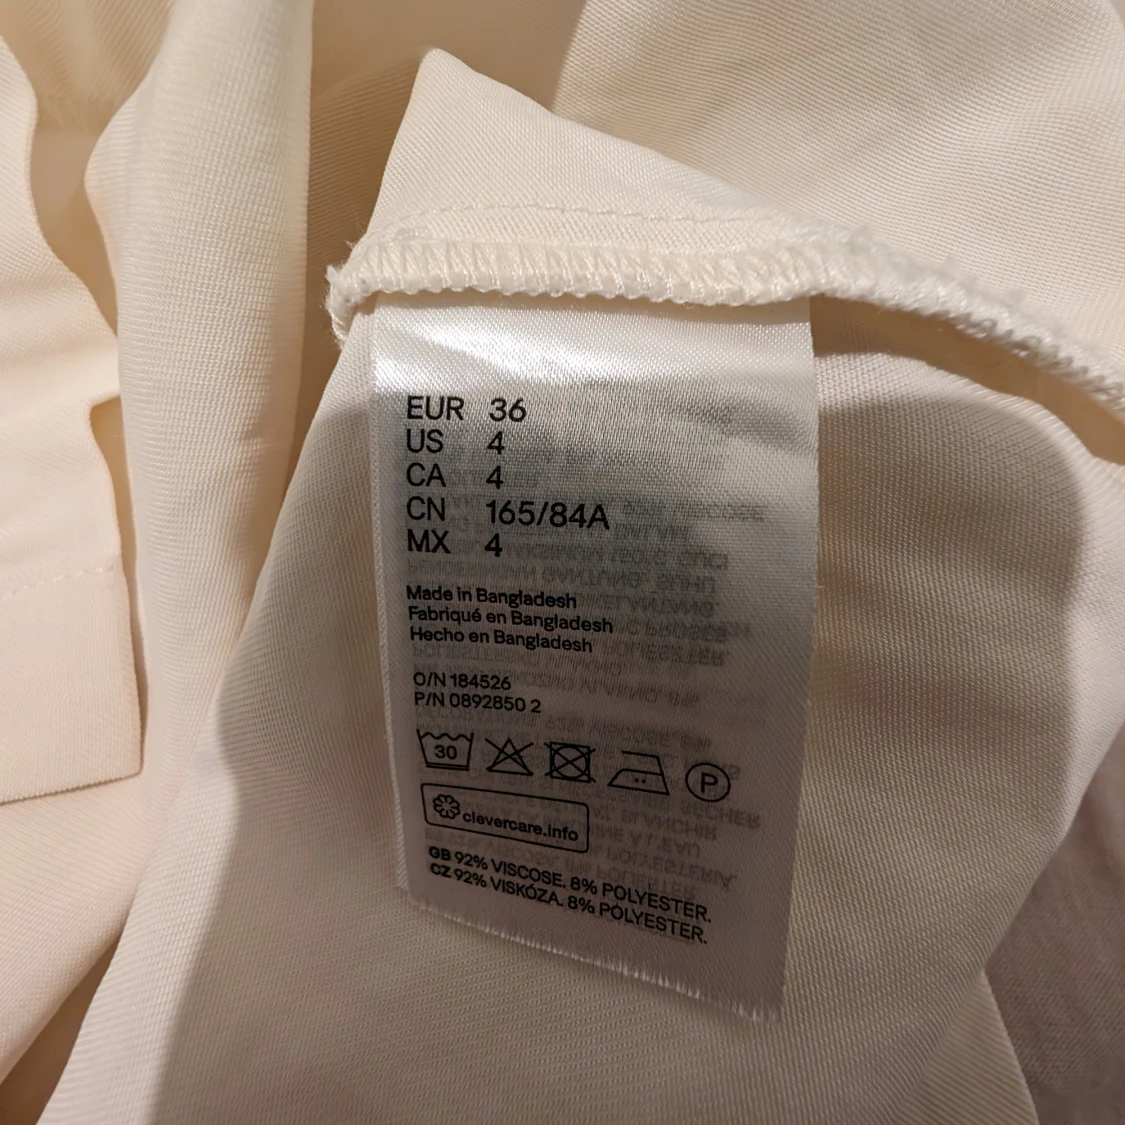 EUR 36
US 4
CA 4
CN 165/84A
MX 4
Made in Bangladesh
Fabriqué en Bangladesh
Hecho en Bangladesh
O/N 184526
P/N 0892850 2
30 P
clevercare.info
GB 92% VISCOSE. 8% POLYESTER.
CZ 92% VISKÓZA. 8% POLYESTER.